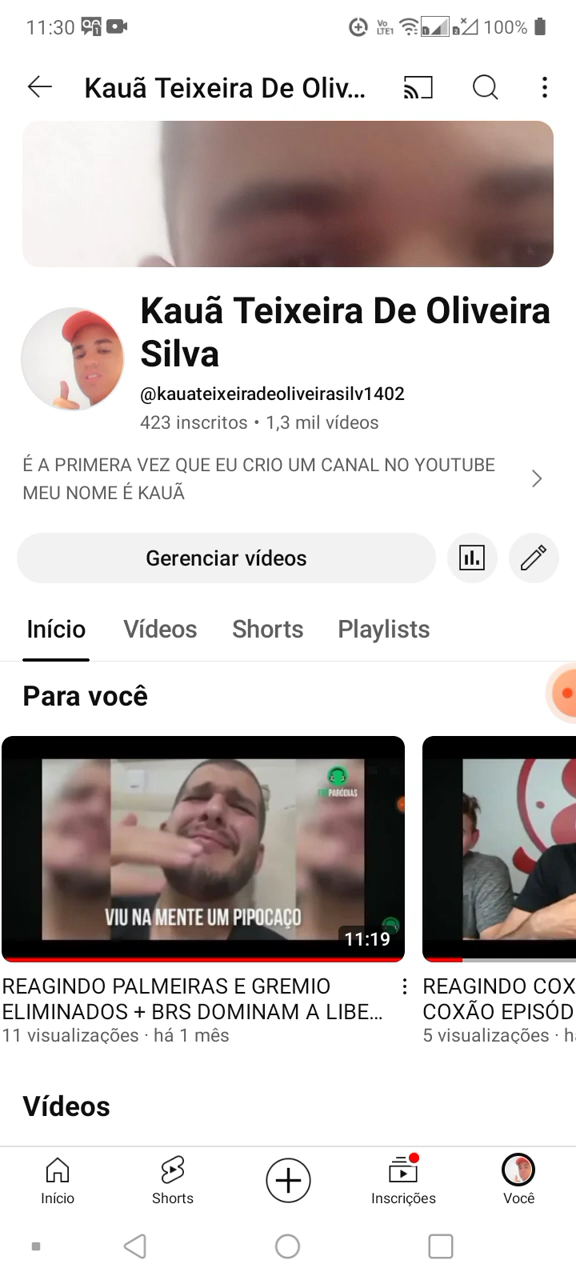 11:30
Vo
LTE1
100%
Kauã Teixeira De Oliv...
Kauã Teixeira De Oliveira
Silva
@kauateixeiradeoliveirasilv1402
423 inscritos • 1,3 mil vídeos
É A PRIMERA VEZ QUE EU CRIO UM CANAL NO YOUTUBE
MEU NOME É KAUÃ
Gerenciar vídeos
Início
Vídeos
Shorts
Playlists
Para você
PARÓDIAS
VIU NA MENTE UM PIPOCAÇO
11:19
REAGINDO PALMEIRAS E GREMIO
ELIMINADOS + BRS DOMINAM A LIBE...
11 visualizações · há 1 mês
REAGINDO COX
COXÃO EPISÓD
5 visualizações · h
Vídeos
Início
Shorts
Inscrições
Você